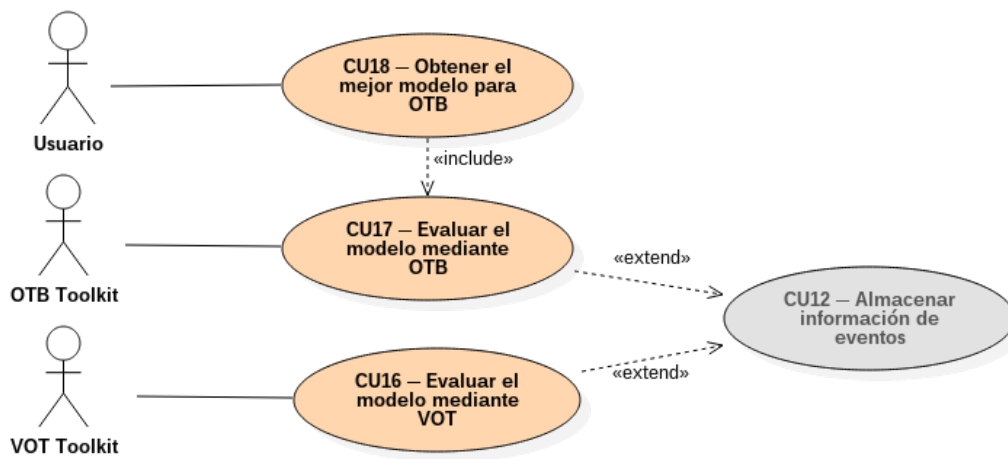 CU18 — Obtener el
mejor modelo para
OTB
Usuario
«include»
CU17 — Evaluar el
modelo mediante
OTB
OTB Toolkit
«extend»
CU12 — Almacenar
información de
eventos
«extend»
CU16 — Evaluar el
modelo mediante
VOT
VOT Toolkit